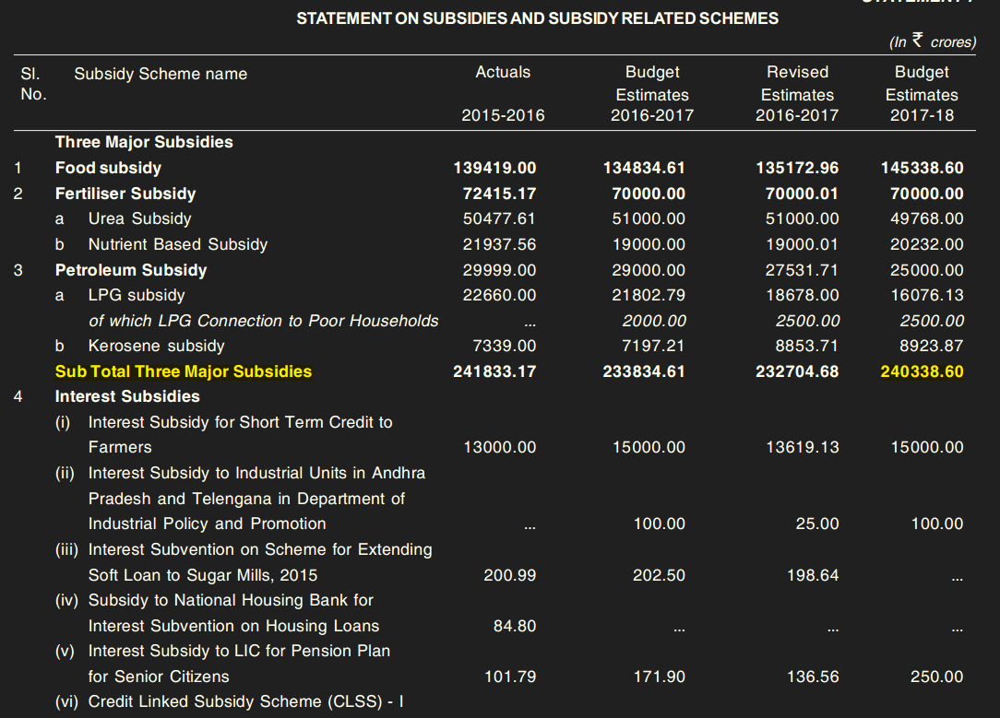 STATEMENT ON SUBSIDIES AND SUBSIDY RELATED SCHEMES
(In ₹ crores)
Sl. No. Subsidy Scheme name Actuals 2015-2016 Budget Estimates 2016-2017 Revised Estimates 2016-2017 Budget Estimates 2017-18
Three Major Subsidies
1 Food subsidy 139419.00 134834.61 135172.96 145338.60
2 Fertiliser Subsidy 72415.17 70000.00 70000.01 70000.00
a Urea Subsidy 50477.61 51000.00 51000.00 49768.00
b Nutrient Based Subsidy 21937.56 19000.00 19000.01 20232.00
3 Petroleum Subsidy 29999.00 29000.00 27531.71 25000.00
a LPG subsidy 22660.00 21802.79 18678.00 16076.13
of which LPG Connection to Poor Households ... 2000.00 2500.00 2500.00
b Kerosene subsidy 7339.00 7197.21 8853.71 8923.87
Sub Total Three Major Subsidies 241833.17 233834.61 232704.68 240338.60
4 Interest Subsidies
(i) Interest Subsidy for Short Term Credit to
Farmers 13000.00 15000.00 13619.13 15000.00
(ii) Interest Subsidy to Industrial Units in Andhra
Pradesh and Telengana in Department of
Industrial Policy and Promotion ... 100.00 25.00 100.00
(iii) Interest Subvention on Scheme for Extending
Soft Loan to Sugar Mills, 2015 200.99 202.50 198.64 ...
(iv) Subsidy to National Housing Bank for
Interest Subvention on Housing Loans 84.80 ... ... ...
(v) Interest Subsidy to LIC for Pension Plan
for Senior Citizens 101.79 171.90 136.56 250.00
(vi) Credit Linked Subsidy Scheme (CLSS) - I